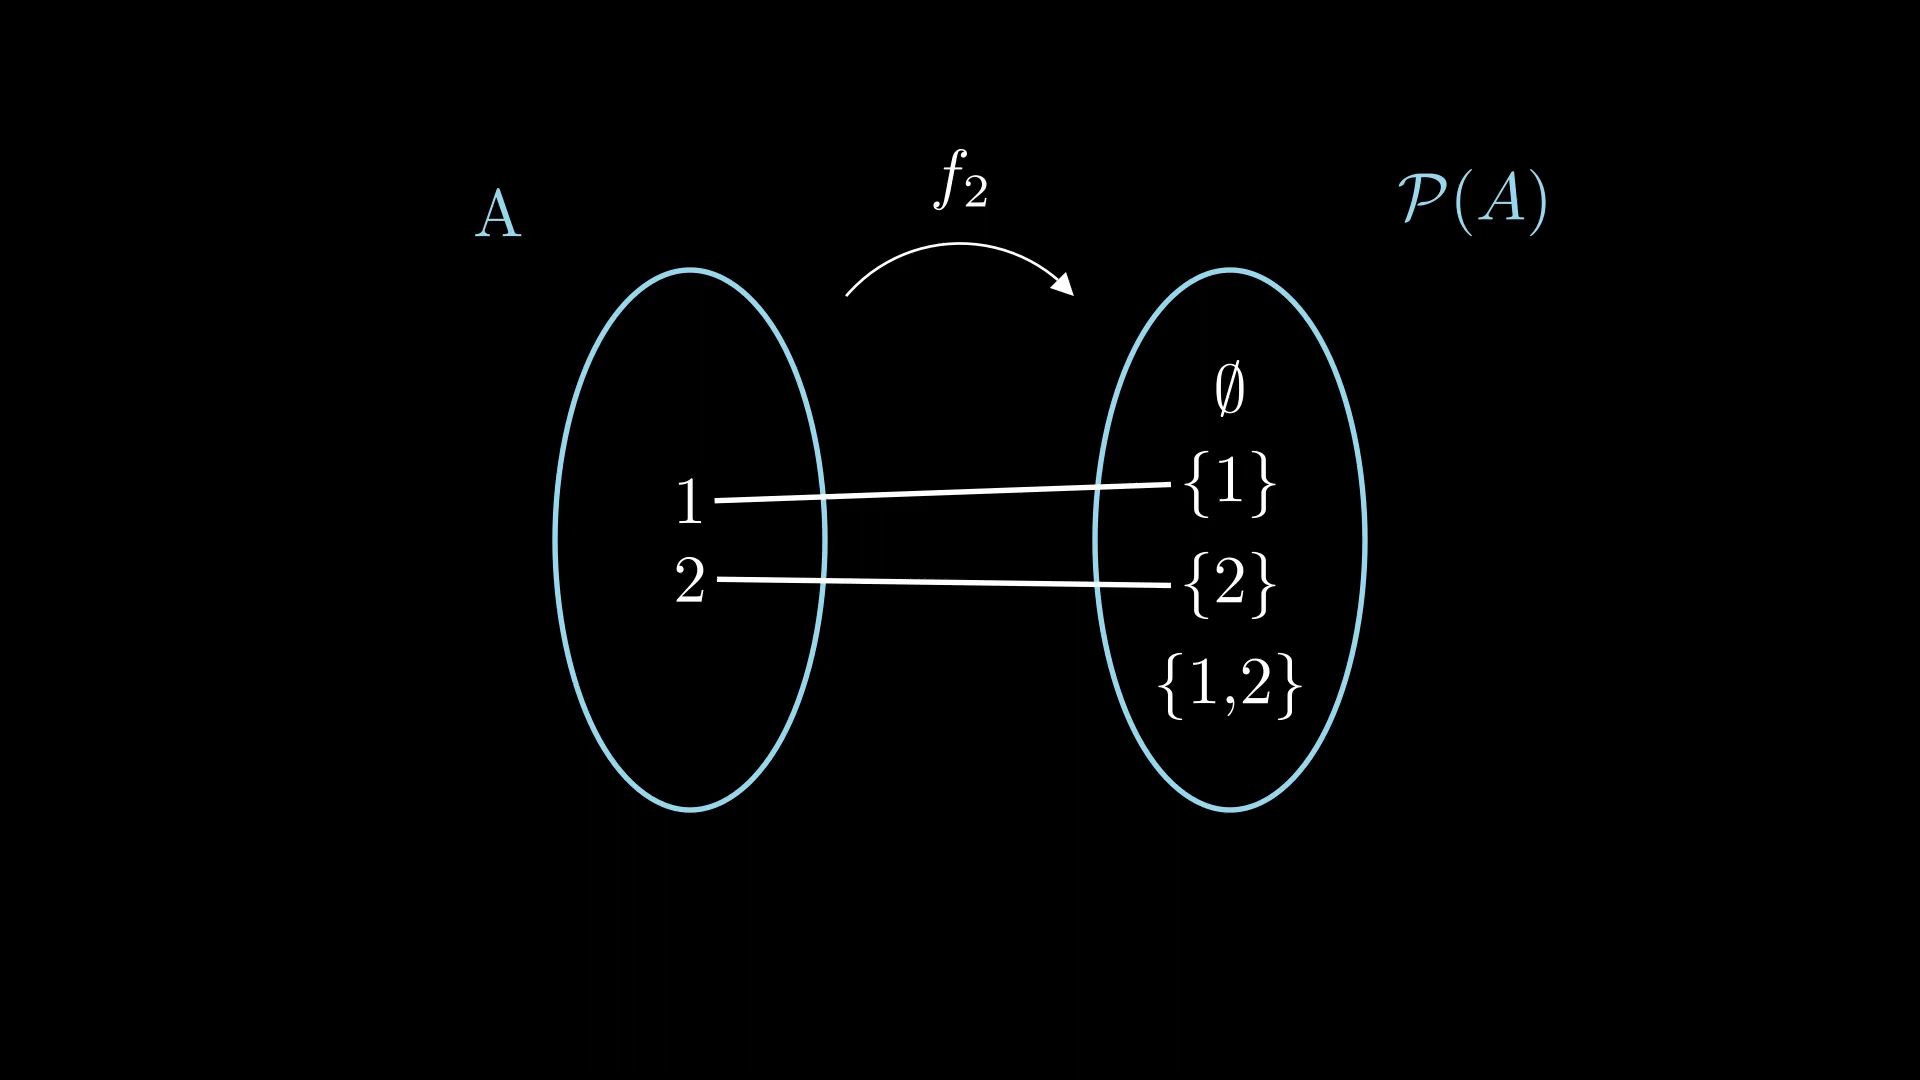 f₂
A
𝒫(A)
∅
1
{1}
2
{2}
{1,2}